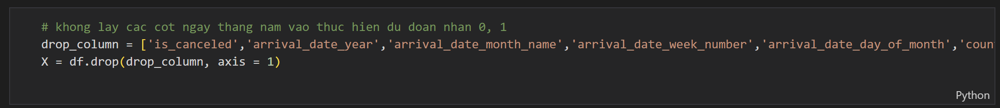 # khong lay cac cot ngay thang nam vao thuc hien du doan nhan 0, 1
drop_column = ['is_canceled','arrival_date_year','arrival_date_month_name','arrival_date_week_number','arrival_date_day_of_month','coun
X = df.drop(drop_column, axis = 1)
Python